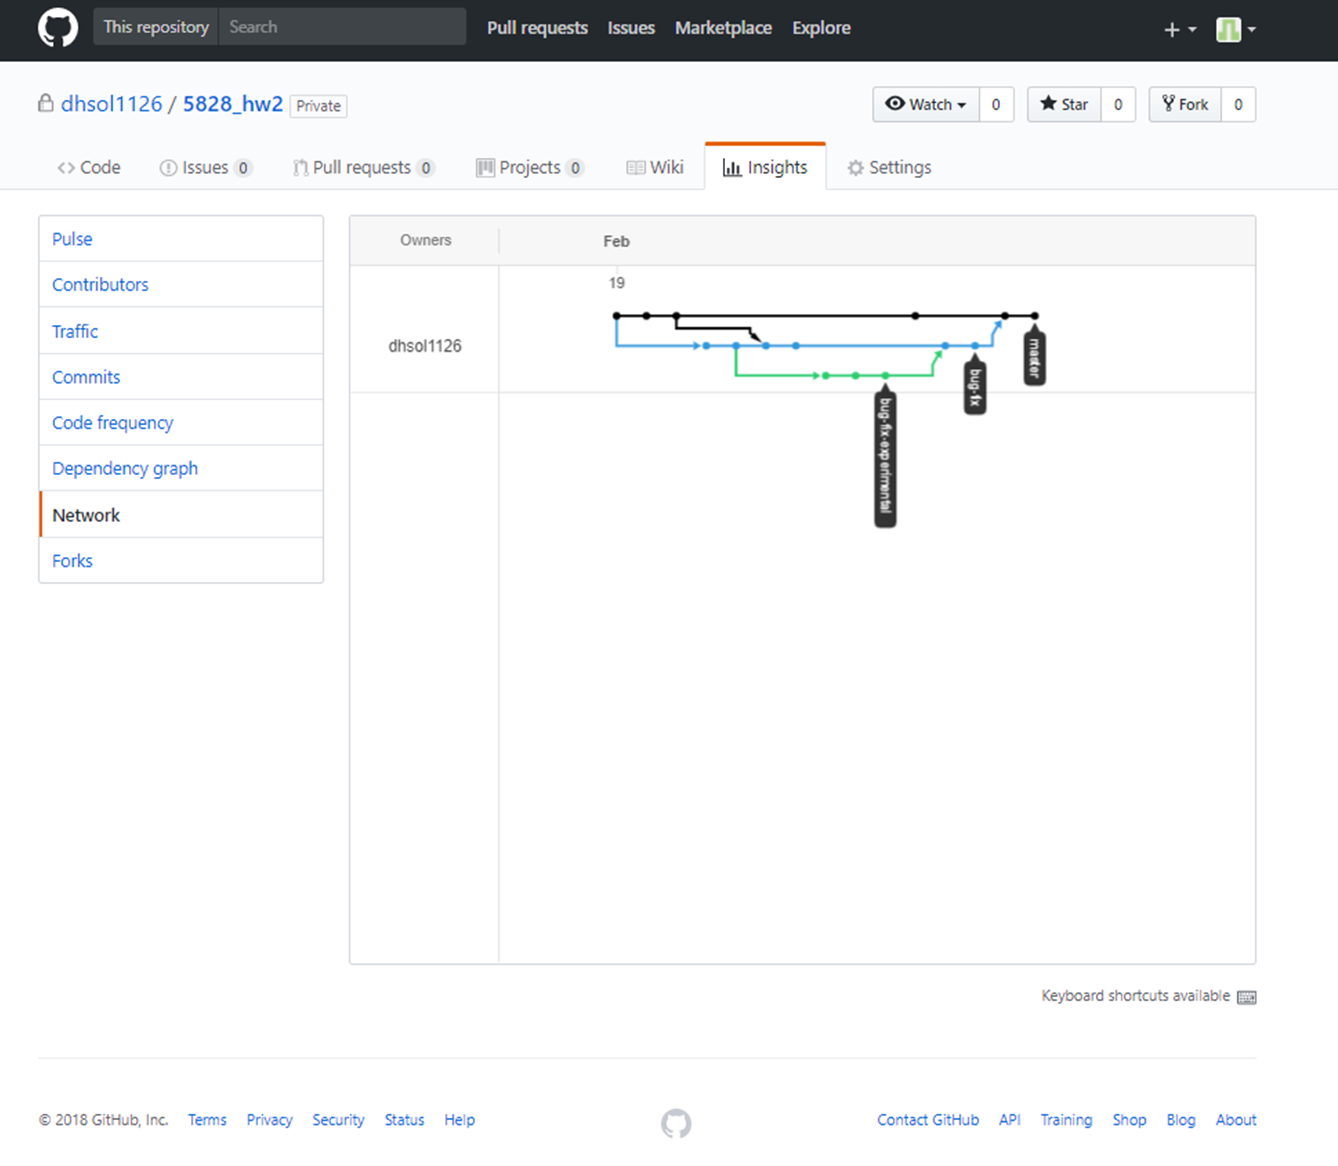 This repository Search Pull requests Issues Marketplace Explore
dhsol1126 / 5828_hw2 Private Watch 0 Star 0 Fork 0
Code Issues 0 Pull requests 0 Projects 0 Wiki Insights Settings
Pulse
Contributors
Traffic
Commits
Code frequency
Dependency graph
Network
Forks
Owners Feb
19
dhsol1126
master
bug-fix
bug-fix-experimental
Keyboard shortcuts available
© 2018 GitHub, Inc. Terms Privacy Security Status Help Contact GitHub API Training Shop Blog About